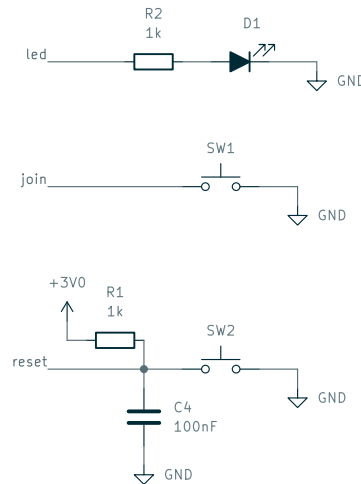 R2
1k
D1
led
GND
SW1
join
GND
+3V0
R1
1k
SW2
reset
GND
C4
100nF
GND